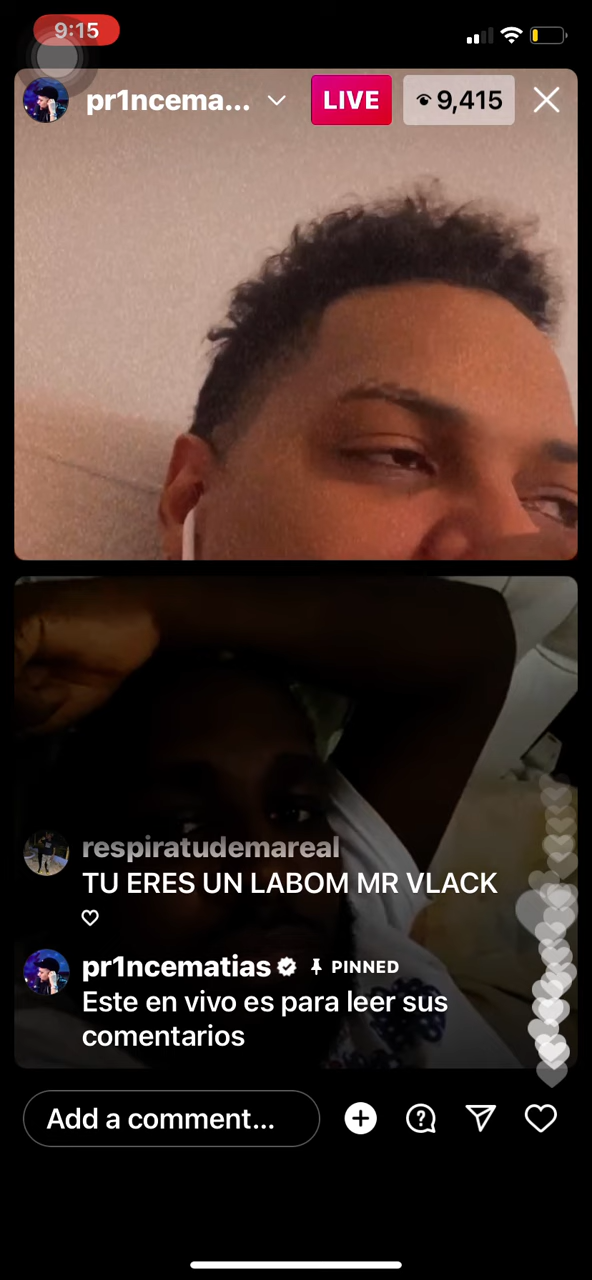 9:15
pr1ncema...
LIVE
9,415
respiratudemareal
TU ERES UN LABOM MR VLACK
♡
pr1ncematias PINNED
Este en vivo es para leer sus
comentarios
Add a comment...